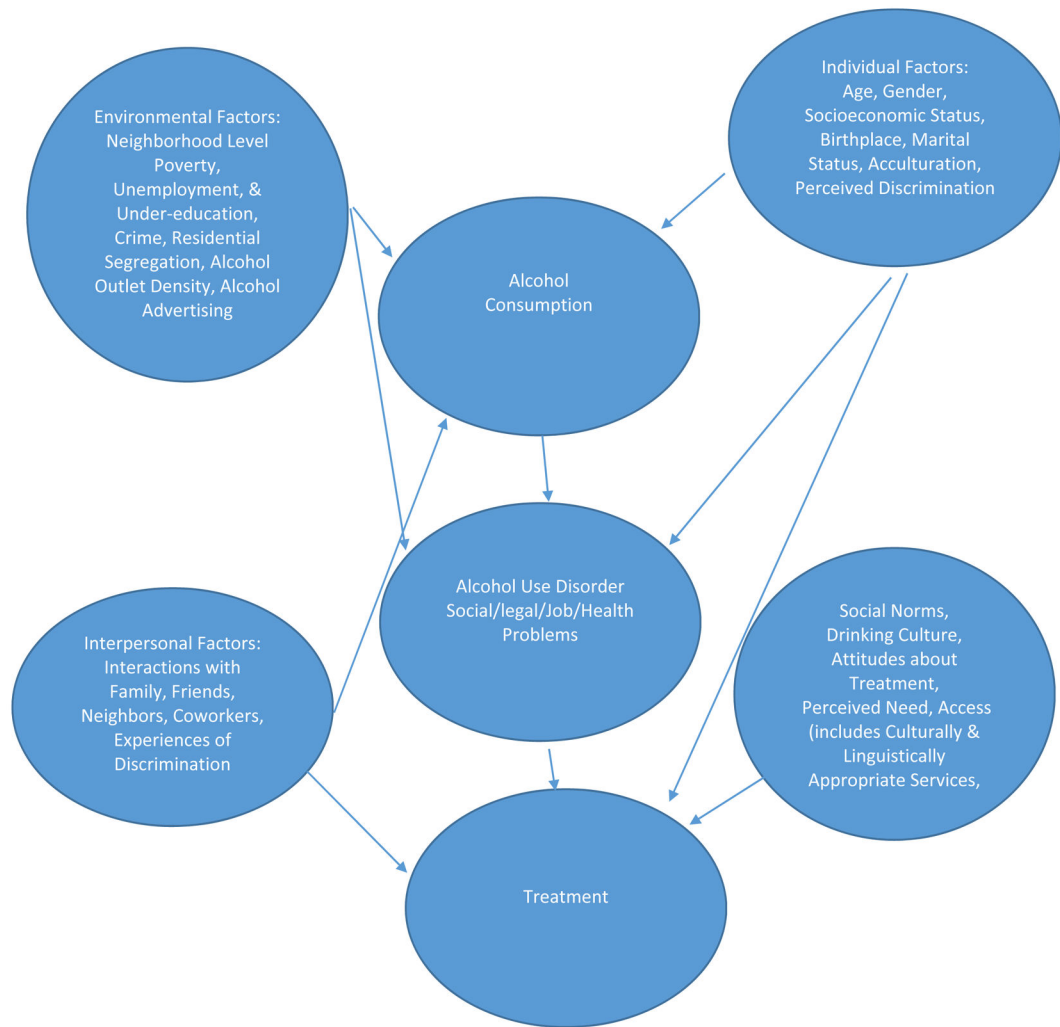 Environmental Factors:
Neighborhood Level
Poverty,
Unemployment, &
Under-education,
Crime, Residential
Segregation, Alcohol
Outlet Density, Alcohol
Advertising
Individual Factors:
Age, Gender,
Socioeconomic Status,
Birthplace, Marital
Status, Acculturation,
Perceived Discrimination
Alcohol
Consumption
Alcohol Use Disorder
Social/legal/Job/Health
Problems
Interpersonal Factors:
Interactions with
Family, Friends,
Neighbors, Coworkers,
Experiences of
Discrimination
Social Norms,
Drinking Culture,
Attitudes about
Treatment,
Perceived Need, Access
(includes Culturally &
Linguistically
Appropriate Services,
Treatment